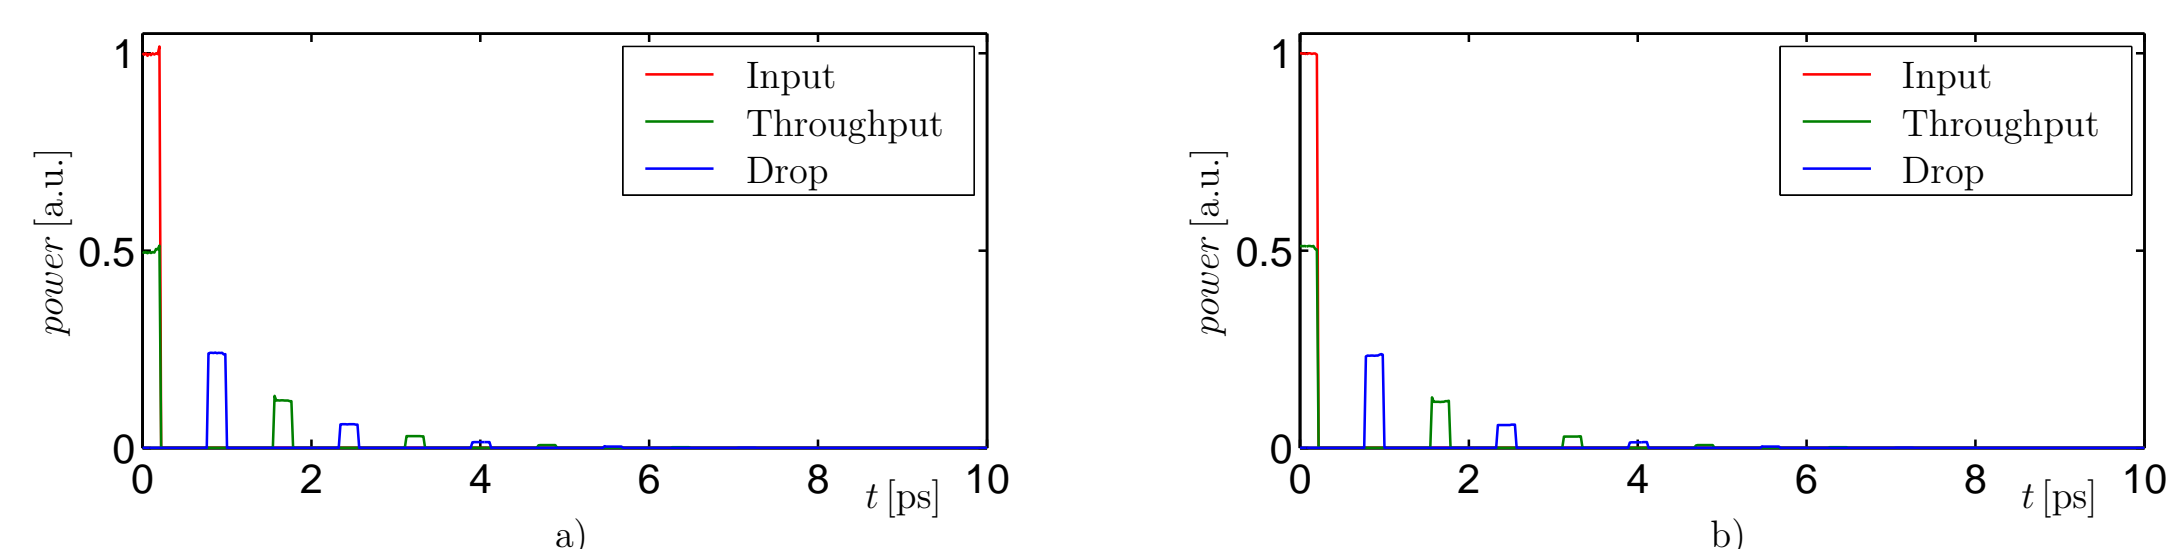 1
0.5
0
power [a.u.]
Input
Throughput
Drop
0 2 4 6 8 10
t [ps]
a)
1
0.5
0
power [a.u.]
Input
Throughput
Drop
0 2 4 6 8 10
t [ps]
b)